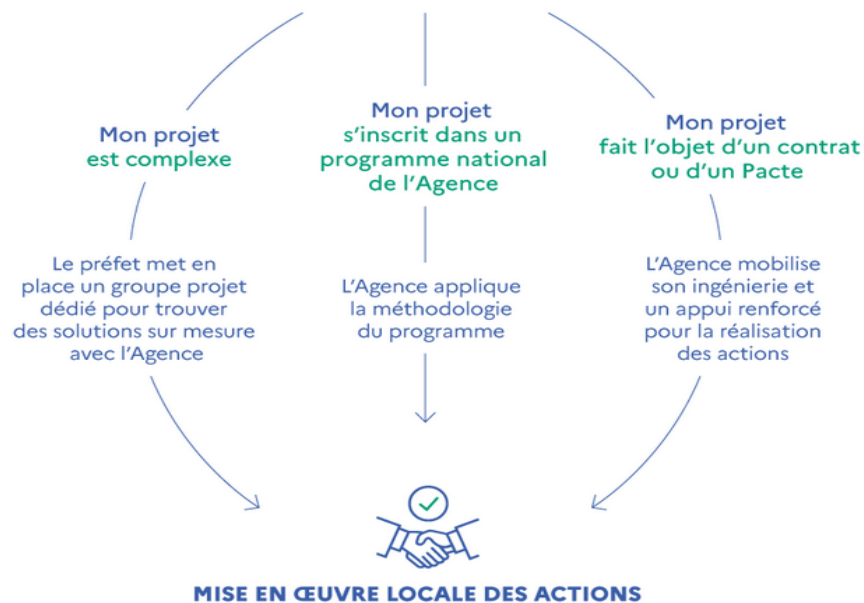 Mon projet
est complexe
Mon projet
s'inscrit dans un
programme national
de l'Agence
Mon projet
fait l'objet d'un contrat
ou d'un Pacte
Le préfet met en
place un groupe projet
dédié pour trouver
des solutions sur mesure
avec l'Agence
L'Agence applique
la méthodologie
du programme
L'Agence mobilise
son ingénierie et
un appui renforcé
pour la réalisation
des actions
MISE EN ŒUVRE LOCALE DES ACTIONS